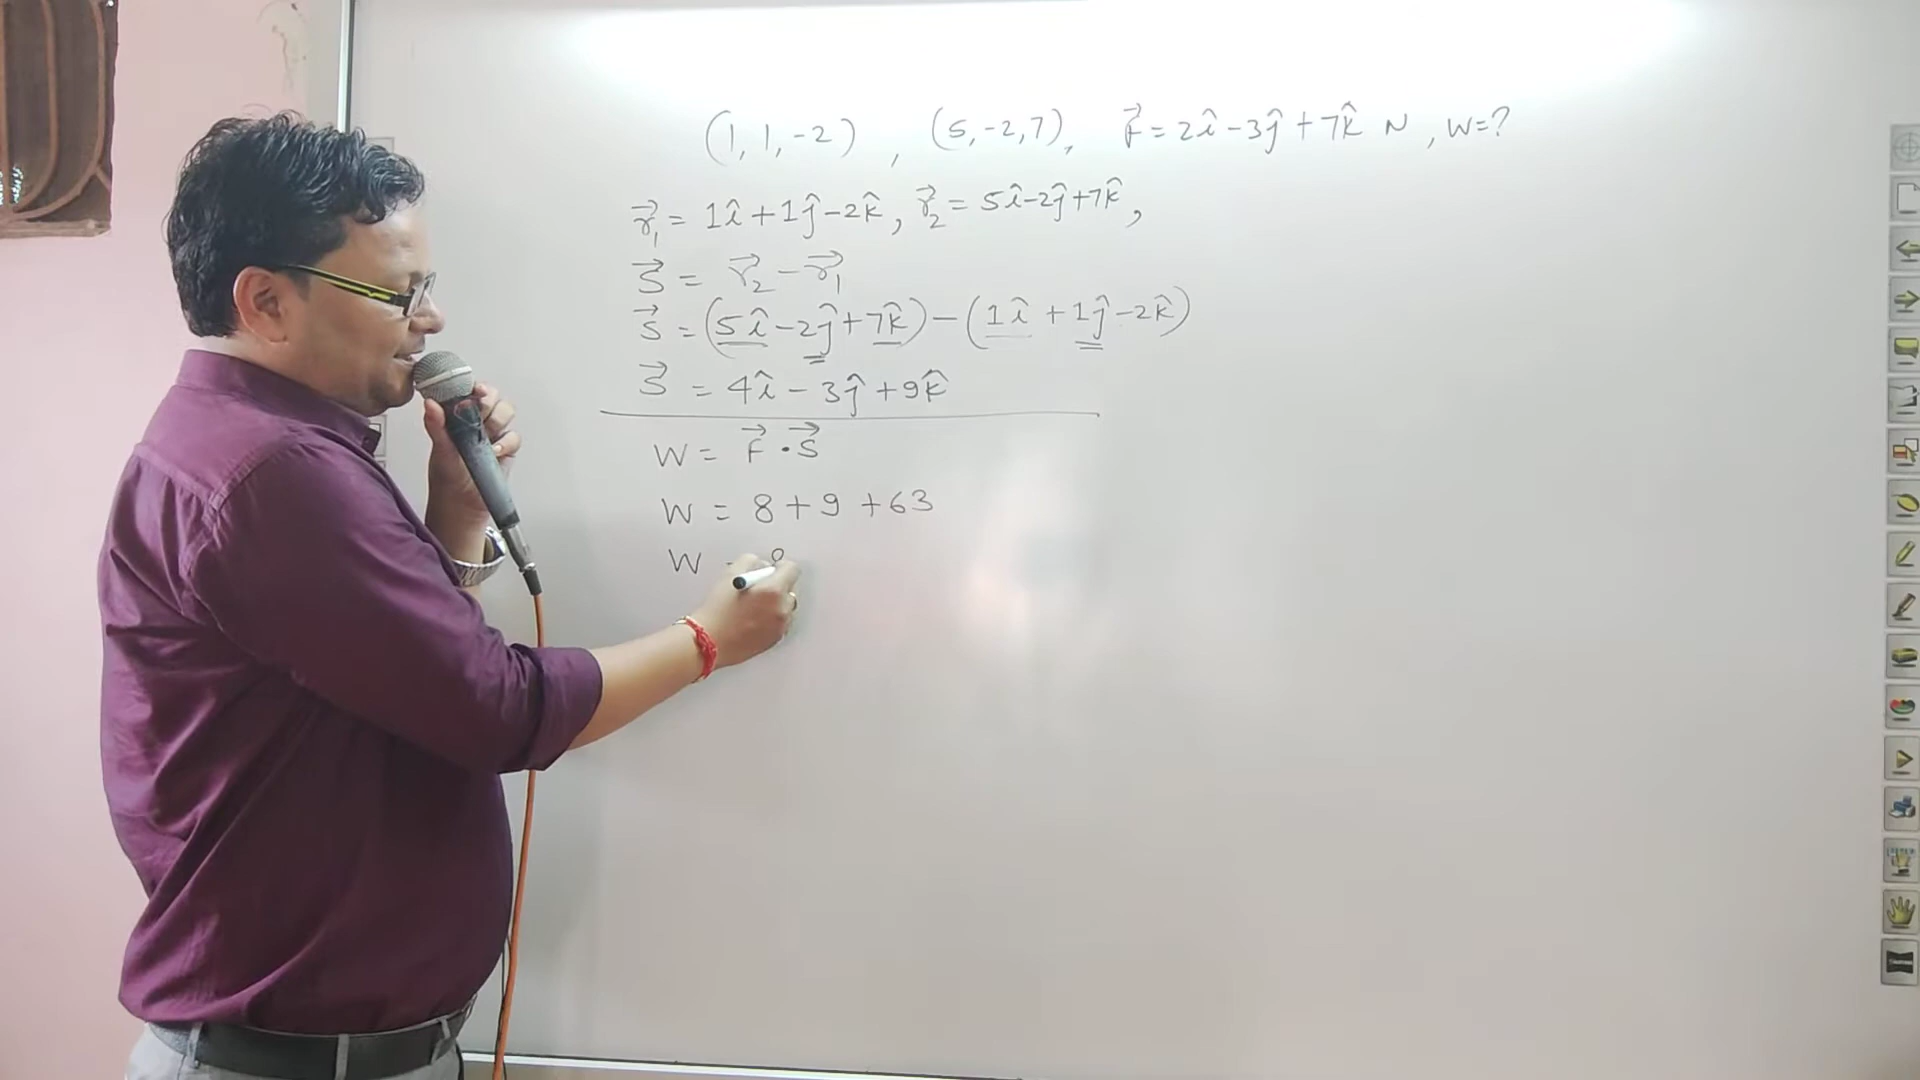 (1, 1, -2) , (5, -2, 7), F⃗ = 2î - 3ĵ + 7k̂ N , W=?
r⃗₁ = 1î + 1ĵ - 2k̂ , r⃗₂ = 5î - 2ĵ + 7k̂ ,
S⃗ = r⃗₂ - r⃗₁
S⃗ = (5î - 2ĵ + 7k̂) - (1î + 1ĵ - 2k̂)
S⃗ = 4î - 3ĵ + 9k̂
W = F⃗ · S⃗
W = 8 + 9 + 63
W